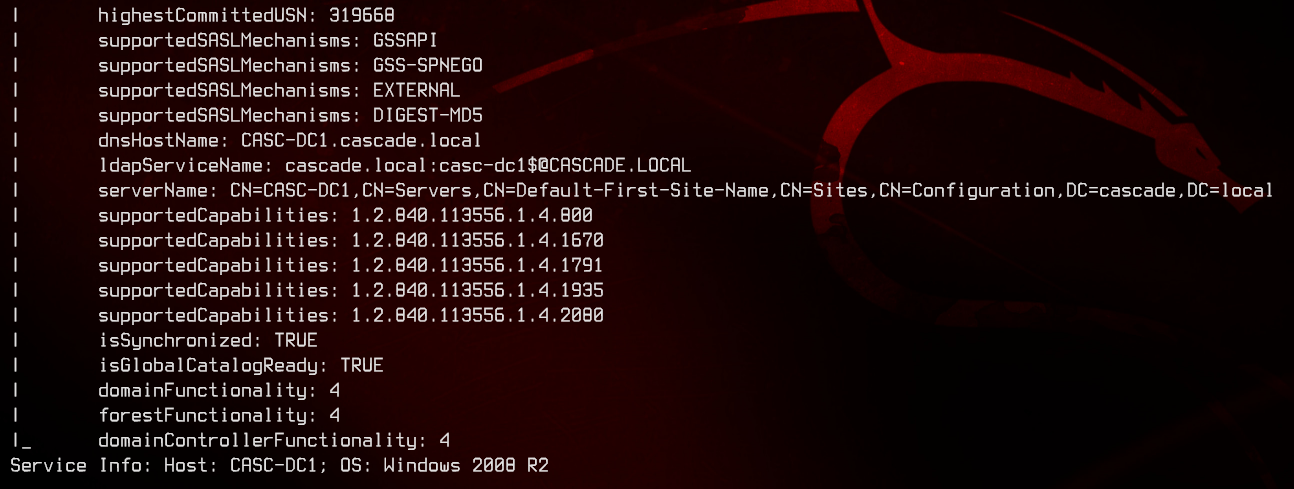 |       highestCommittedUSN: 319668
|       supportedSASLMechanisms: GSSAPI
|       supportedSASLMechanisms: GSS-SPNEGO
|       supportedSASLMechanisms: EXTERNAL
|       supportedSASLMechanisms: DIGEST-MD5
|       dnsHostName: CASC-DC1.cascade.local
|       ldapServiceName: cascade.local:casc-dc1$@CASCADE.LOCAL
|       serverName: CN=CASC-DC1,CN=Servers,CN=Default-First-Site-Name,CN=Sites,CN=Configuration,DC=cascade,DC=local
|       supportedCapabilities: 1.2.840.113556.1.4.800
|       supportedCapabilities: 1.2.840.113556.1.4.1670
|       supportedCapabilities: 1.2.840.113556.1.4.1791
|       supportedCapabilities: 1.2.840.113556.1.4.1935
|       supportedCapabilities: 1.2.840.113556.1.4.2080
|       isSynchronized: TRUE
|       isGlobalCatalogReady: TRUE
|       domainFunctionality: 4
|       forestFunctionality: 4
|_      domainControllerFunctionality: 4
Service Info: Host: CASC-DC1; OS: Windows 2008 R2